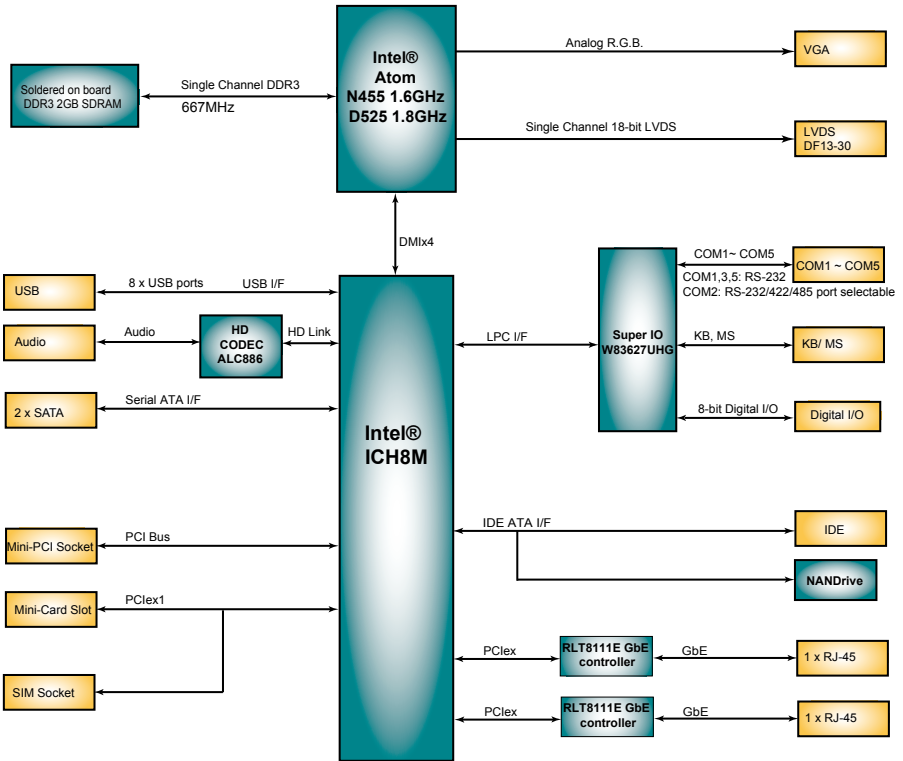 Intel®
Atom
N455 1.6GHz
D525 1.8GHz
Soldered on board
DDR3 2GB SDRAM
Single Channel DDR3
667MHz
Analog R.G.B.
VGA
Single Channel 18-bit LVDS
LVDS
DF13-30
DMIx4
USB
8 x USB ports
USB I/F
Audio
Audio
HD
CODEC
ALC886
HD Link
2 x SATA
Serial ATA I/F
Intel®
ICH8M
Mini-PCI Socket
PCI Bus
Mini-Card Slot
PCIex1
SIM Socket
LPC I/F
Super IO
W83627UHG
COM1~ COM5
COM1,3,5: RS-232
COM2: RS-232/422/485 port selectable
COM1 ~ COM5
KB, MS
KB/ MS
8-bit Digital I/O
Digital I/O
IDE ATA I/F
IDE
NANDrive
PCIex
RLT8111E GbE
controller
GbE
1 x RJ-45
PCIex
RLT8111E GbE
controller
GbE
1 x RJ-45